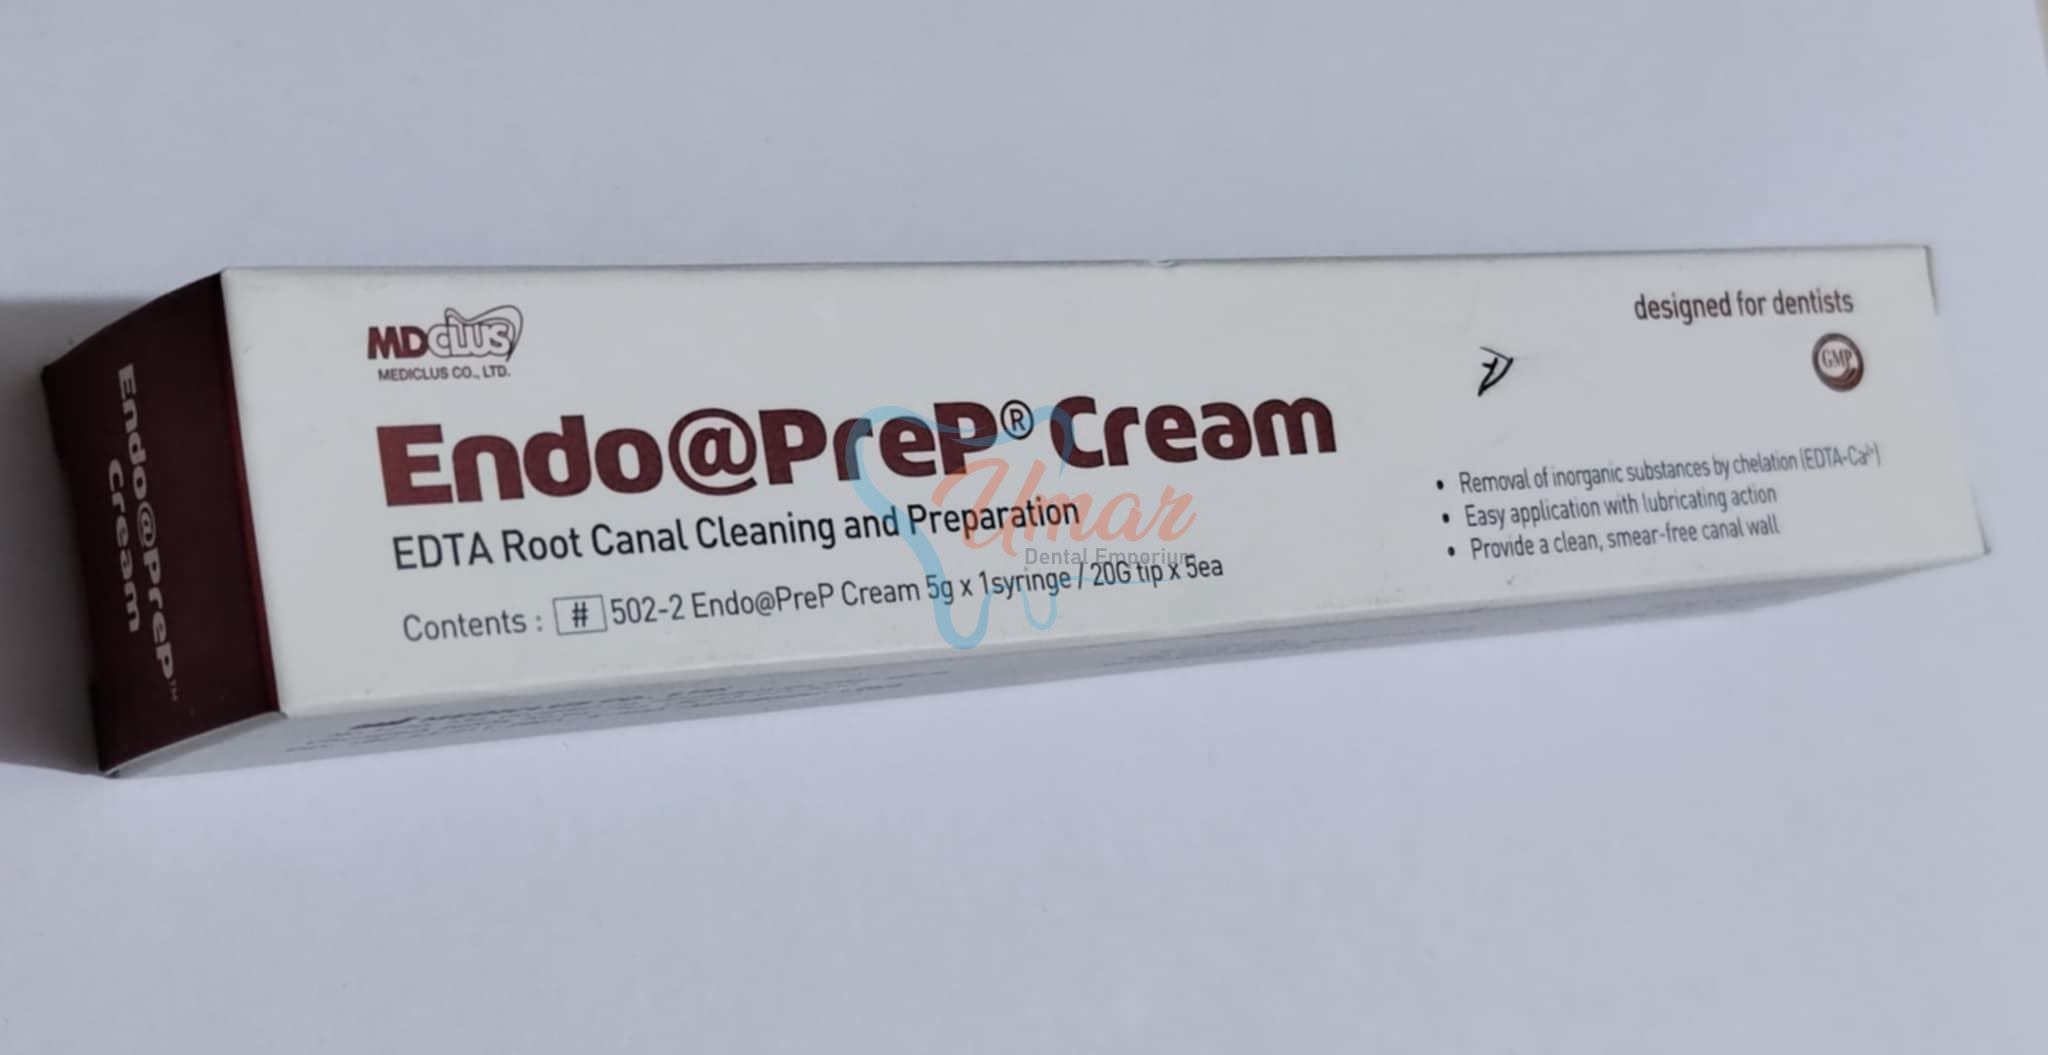 MDCLUS
MEDICLUS CO., LTD.
designed for dentists
GMP
Endo@PreP® Cream
EDTA Root Canal Cleaning and Preparation
Contents : # 502-2 Endo@PreP Cream 5g x 1syringe / 20G tip x 5ea
• Removal of inorganic substances by chelation (EDTA-Ca²⁺)
• Easy application with lubricating action
• Provide a clean, smear-free canal wall
Endo@PreP™
Cream
Umar
Dental Emporium